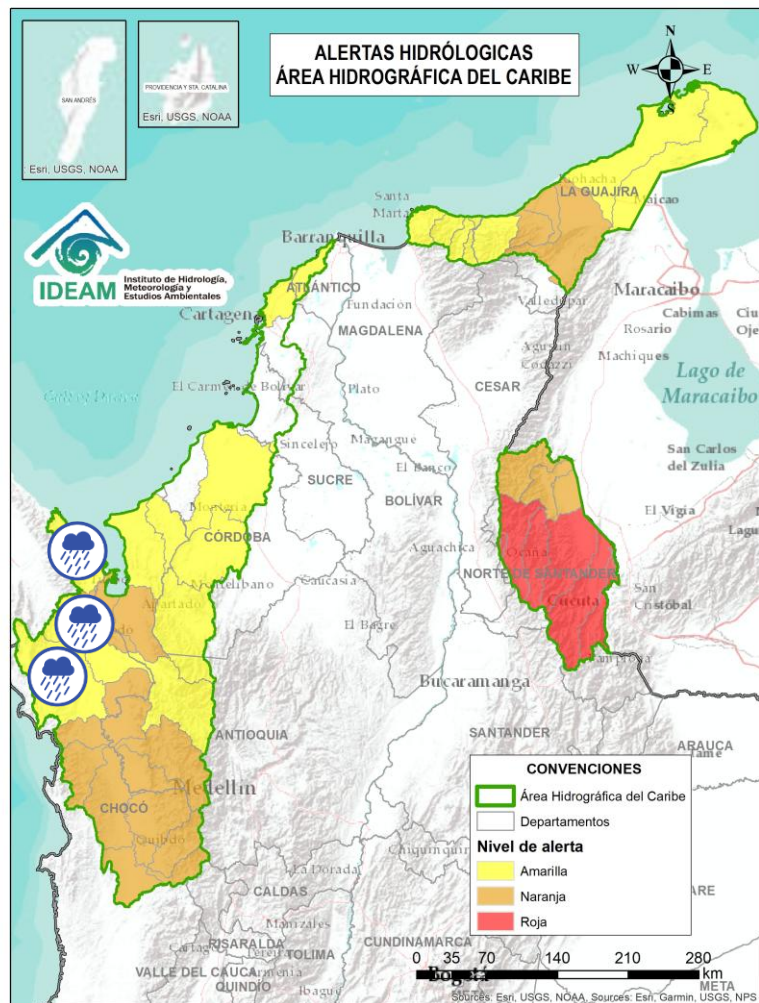 SAN ANDRÉS
Esri, USGS, NOAA
PROVIDENCIA Y STA. CATALINA
Esri, USGS, NOAA
ALERTAS HIDRÓLOGICAS
ÁREA HIDROGRÁFICA DEL CARIBE
N
W
E
S
IDEAM
Instituto de Hidrología,
Meteorología y
Estudios Ambientales
Riohacha
LA GUAJIRA
Maicao
Santa
Marta
Barranquilla
ATLÁNTICO
Cartagena
Fundación
MAGDALENA
Valledupar
Maracaibo
Cabimas
Rosario
Machiques
Agustín
Codazzi
CESAR
Lago de
Maracaibo
El Carmen de Bolívar
Plato
Sincelejo
Magangue
El Banco
SUCRE
BOLÍVAR
San Carlos
del Zulia
El Vigía
Montería
CÓRDOBA
Montelíbano
Caucasia
Aguachica
Ocaña
NORTE DE SANTANDER
Cúcuta
San
Cristóbal
Apartado
El Bagre
Pamplona
Bucaramanga
SANTANDER
ANTIOQUIA
ARAUCA
Medellín
CHOCÓ
Quibdó
La Dorada
CALDAS
Manizales
RISARALDA
TOLIMA
CUNDINAMARCA
VALLE DEL CAUCA
Armenia
QUINDÍO
Ibagué
Bogotá
META
CONVENCIONES
Área Hidrográfica del Caribe
Departamentos
Nivel de alerta
Amarilla
Naranja
Roja
0 35 70 140 210 280
km
Sources: Esri, USGS, NOAA, Sources: Esri, Garmin, USGS, NPS